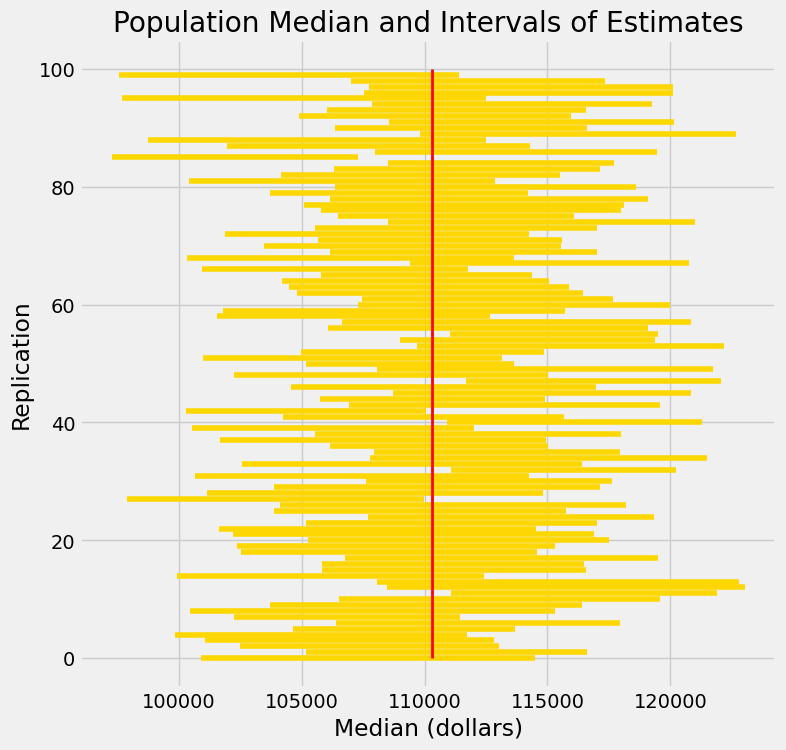 Population Median and Intervals of Estimates
100
80
60
40
20
0
Replication
100000 105000 110000 115000 120000
Median (dollars)